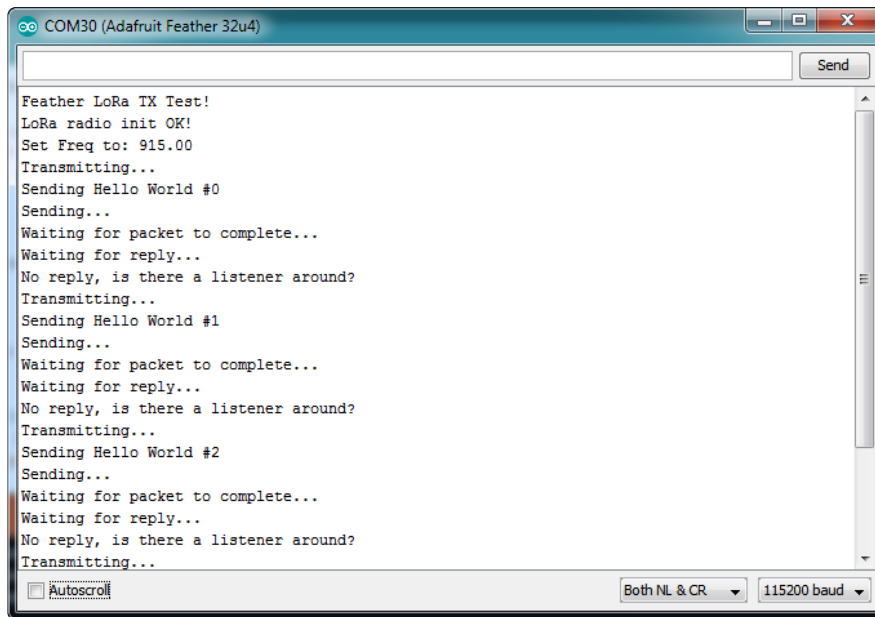 COM30 (Adafruit Feather 32u4)
Send
Feather LoRa TX Test!
LoRa radio init OK!
Set Freq to: 915.00
Transmitting...
Sending Hello World #0
Sending...
Waiting for packet to complete...
Waiting for reply...
No reply, is there a listener around?
Transmitting...
Sending Hello World #1
Sending...
Waiting for packet to complete...
Waiting for reply...
No reply, is there a listener around?
Transmitting...
Sending Hello World #2
Sending...
Waiting for packet to complete...
Waiting for reply...
No reply, is there a listener around?
Transmitting...
Autoscroll Both NL & CR 115200 baud